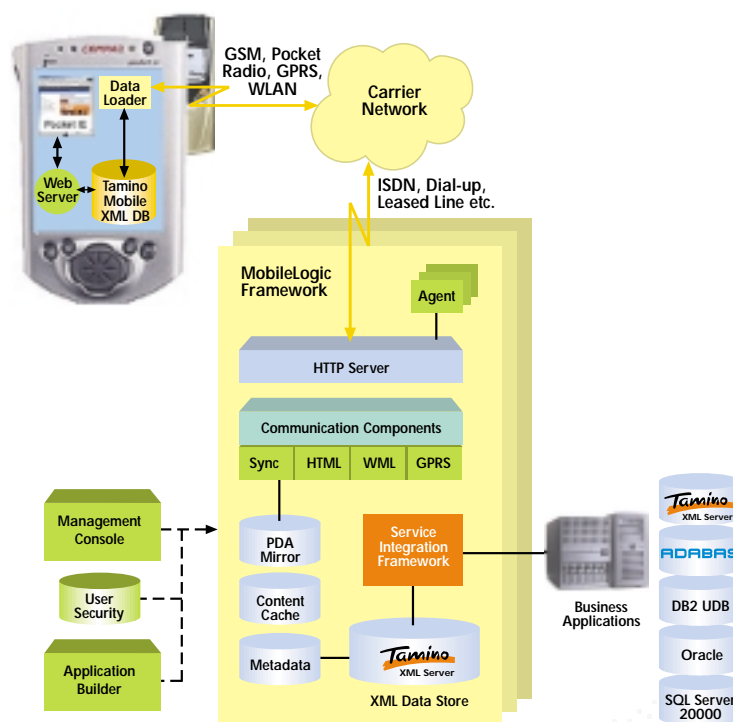 COMPAQ
GSM, Pocket
Radio, GPRS,
WLAN
Carrier
Network
Data
Loader
Pocket IE
Web
Server
Tamino
Mobile
XML DB
ISDN, Dial-up,
Leased Line etc.
MobileLogic
Framework
Agent
HTTP Server
Communication Components
Sync
HTML
WML
GPRS
Management
Console
User
Security
Application
Builder
PDA
Mirror
Content
Cache
Metadata
Service
Integration
Framework
Tamino
XML Server
XML Data Store
Business
Applications
Tamino
XML Server
ADABAS
DB2 UDB
Oracle
SQL Server
20000